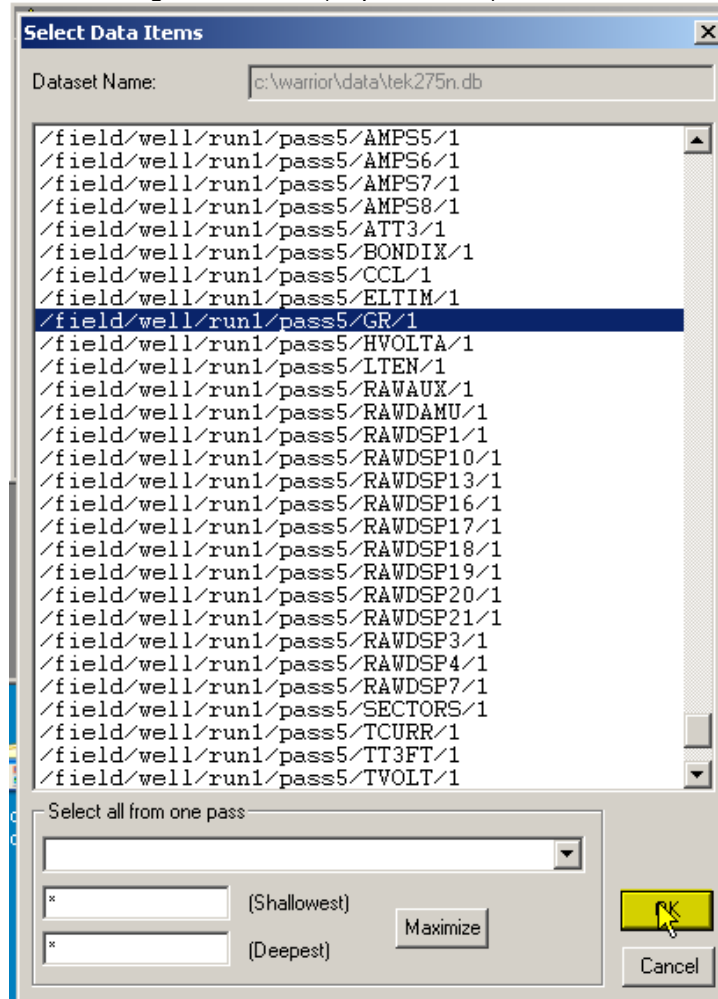 Select Data Items
Dataset Name: c:\warrior\data\tek275n.db
/field/well/run1/pass5/AMPS5/1
/field/well/run1/pass5/AMPS6/1
/field/well/run1/pass5/AMPS7/1
/field/well/run1/pass5/AMPS8/1
/field/well/run1/pass5/ATT3/1
/field/well/run1/pass5/BONDIX/1
/field/well/run1/pass5/CCL/1
/field/well/run1/pass5/ELTIM/1
/field/well/run1/pass5/GR/1
/field/well/run1/pass5/HVOLTA/1
/field/well/run1/pass5/LTEN/1
/field/well/run1/pass5/RAWAUX/1
/field/well/run1/pass5/RAWDAMU/1
/field/well/run1/pass5/RAWDSP1/1
/field/well/run1/pass5/RAWDSP10/1
/field/well/run1/pass5/RAWDSP13/1
/field/well/run1/pass5/RAWDSP16/1
/field/well/run1/pass5/RAWDSP17/1
/field/well/run1/pass5/RAWDSP18/1
/field/well/run1/pass5/RAWDSP19/1
/field/well/run1/pass5/RAWDSP20/1
/field/well/run1/pass5/RAWDSP21/1
/field/well/run1/pass5/RAWDSP3/1
/field/well/run1/pass5/RAWDSP4/1
/field/well/run1/pass5/RAWDSP7/1
/field/well/run1/pass5/SECTORS/1
/field/well/run1/pass5/TCURR/1
/field/well/run1/pass5/TT3FT/1
/field/well/run1/pass5/TVOLT/1
Select all from one pass
* (Shallowest)
Maximize
* (Deepest)
OK
Cancel